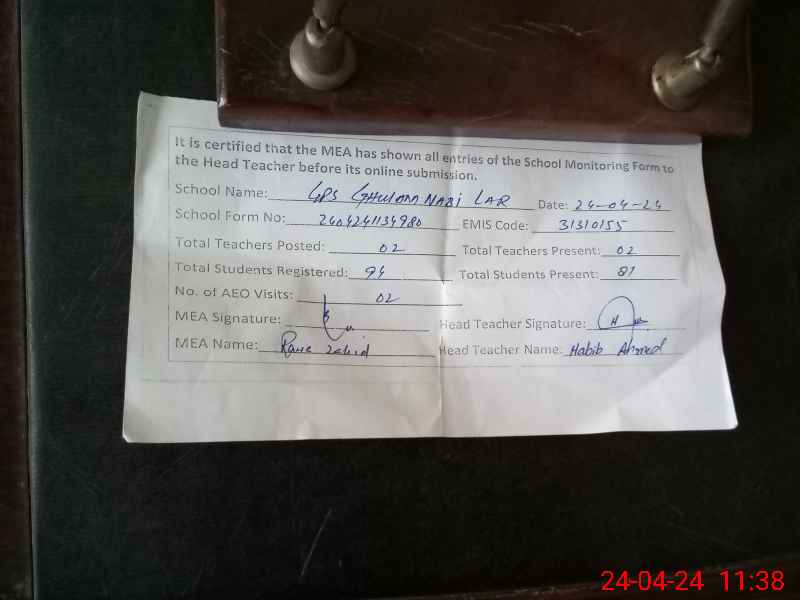 It is certified that the MEA has shown all entries of the School Monitoring Form to
the Head Teacher before its online submission.
School Name: GPS GHULAM NABI LAR Date: 24-04-24
School Form No: 2404241134980 EMIS Code: 31310155
Total Teachers Posted: 02 Total Teachers Present: 02
Total Students Registered: 94 Total Students Present: 81
No. of AEO Visits: 02
MEA Signature: Head Teacher Signature:
MEA Name: Rana Zahid Head Teacher Name: Habib Ahmed
24-04-24 11:38